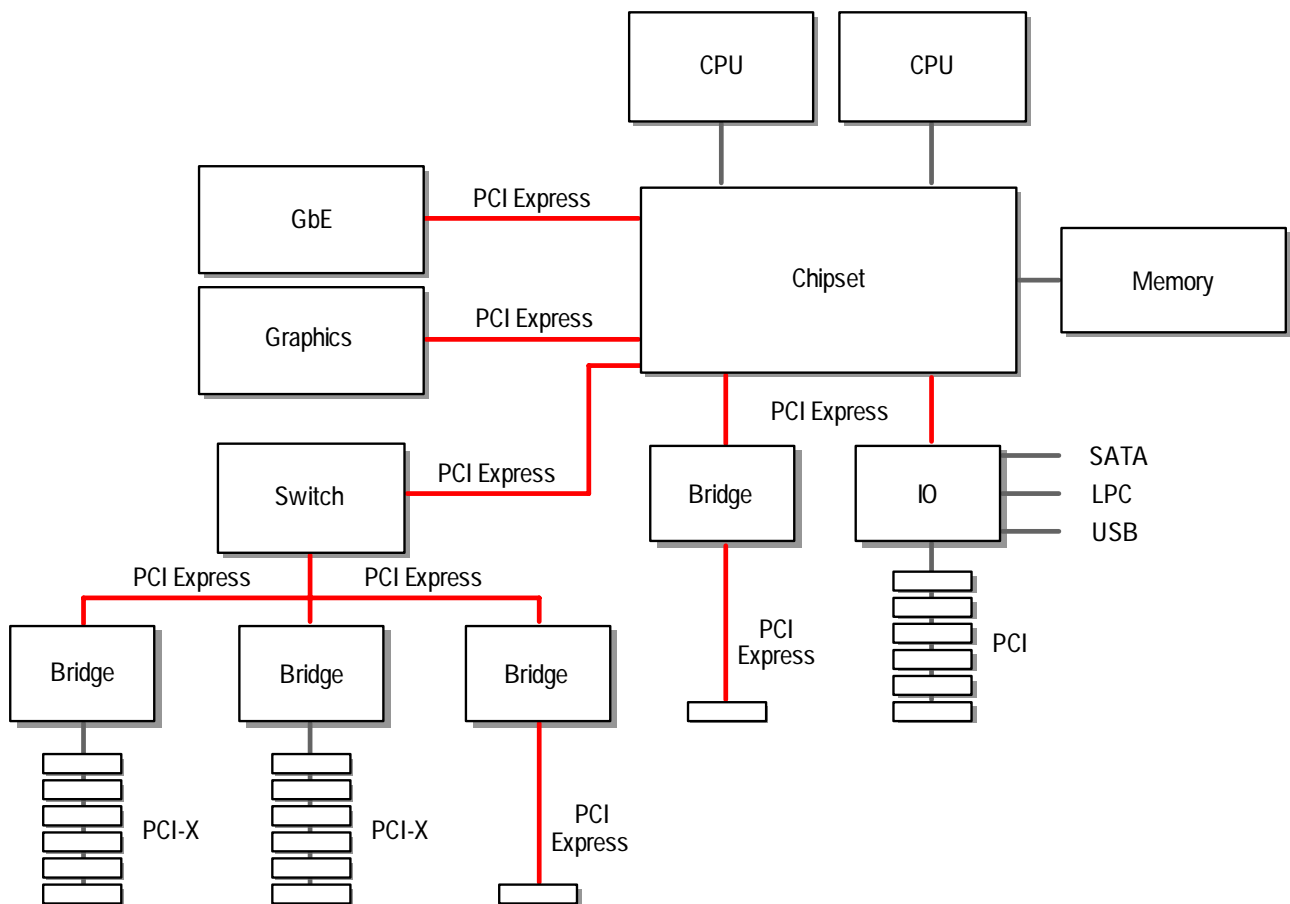 CPU
CPU
GbE
PCI Express
Chipset
Memory
Graphics
PCI Express
PCI Express
Switch
PCI Express
Bridge
IO
SATA
LPC
USB
PCI Express
PCI Express
Bridge
Bridge
Bridge
PCI
Express
PCI
PCI-X
PCI-X
PCI
Express